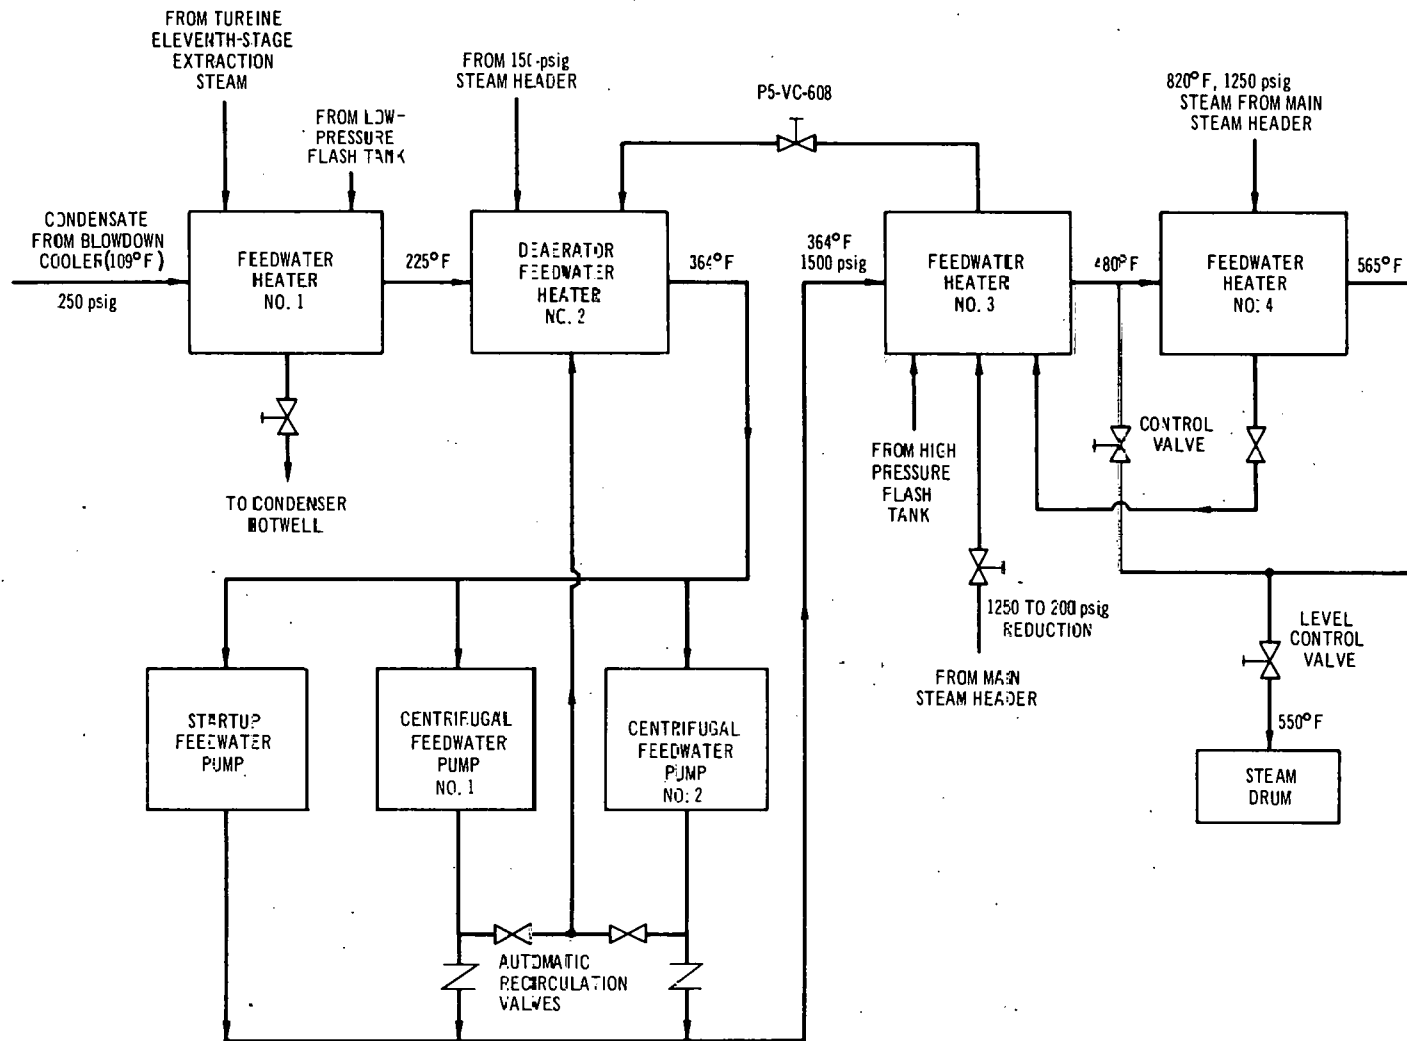 FROM TUREINE
ELEVENTH-STAGE
EXTRACTION
STEAM
FROM LOW-
PRESSURE
FLASH TANK
FROM 150-psig
STEAM HEADER
P5-VC-608
820°F, 1250 psig
STEAM FROM MAIN
STEAM HEADER
CONDENSATE
FROM BLOWDOWN
COOLER (109°F)
250 psig
FEEDWATER
HEATER
NO. 1
225°F
DEAERATOR
FEEDWATER
HEATER
NO. 2
364°F
364°F
1500 psig
FEEDWATER
HEATER
NO. 3
480°F
FEEDWATER
HEATER
NO. 4
565°F
TO CONDENSER
HOTWELL
FROM HIGH
PRESSURE
FLASH
TANK
CONTROL
VALVE
1250 TO 200 psig
REDUCTION
FROM MAIN
STEAM HEADER
LEVEL
CONTROL
VALVE
550°F
STEAM
DRUM
STARTUP
FEEDWATER
PUMP
CENTRIFUGAL
FEEDWATER
PUMP
NO. 1
CENTRIFUGAL
FEEDWATER
PUMP
NO. 2
AUTOMATIC
RECIRCULATION
VALVES